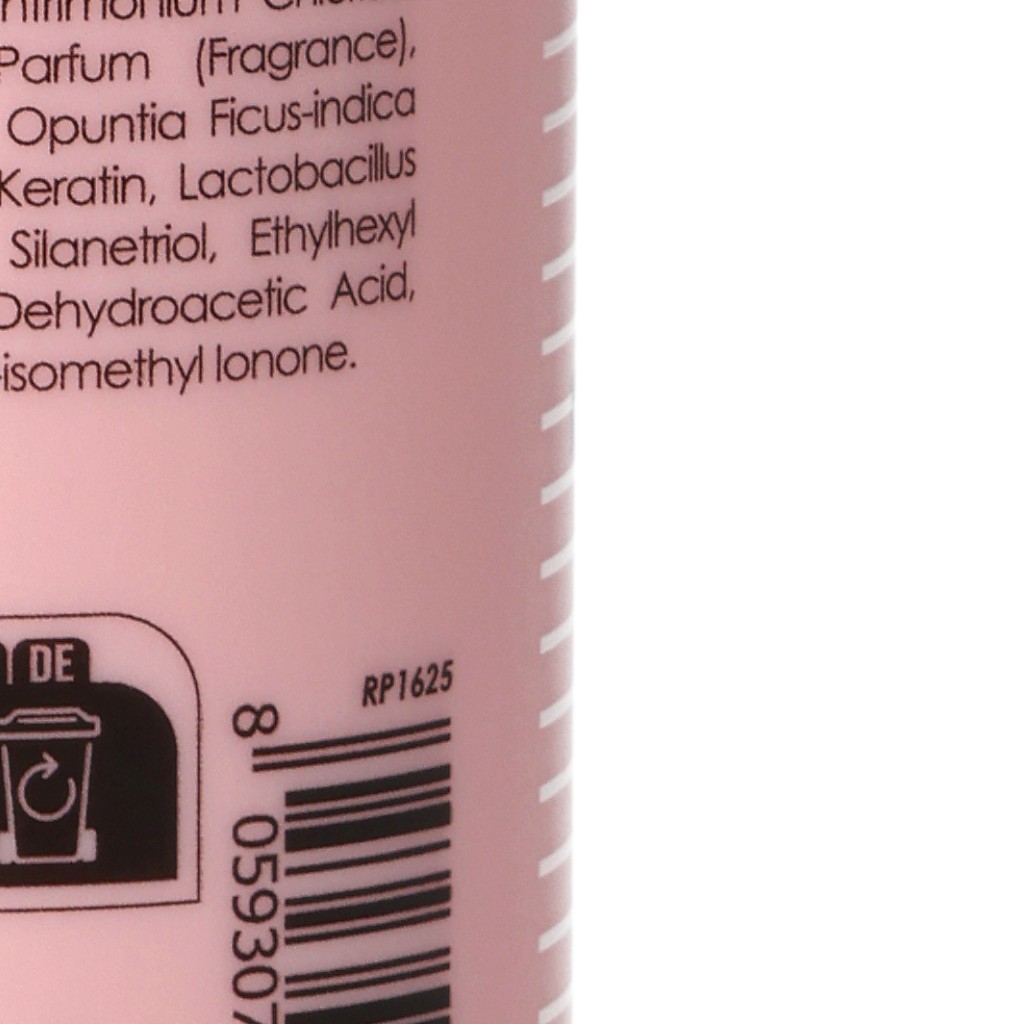 Parfum (Fragrance),
Opuntia Ficus-indica
Keratin, Lactobacillus
Silanetriol, Ethylhexyl
Dehydroacetic Acid,
-isomethyl Ionone.
DE
RP1625
8 059307